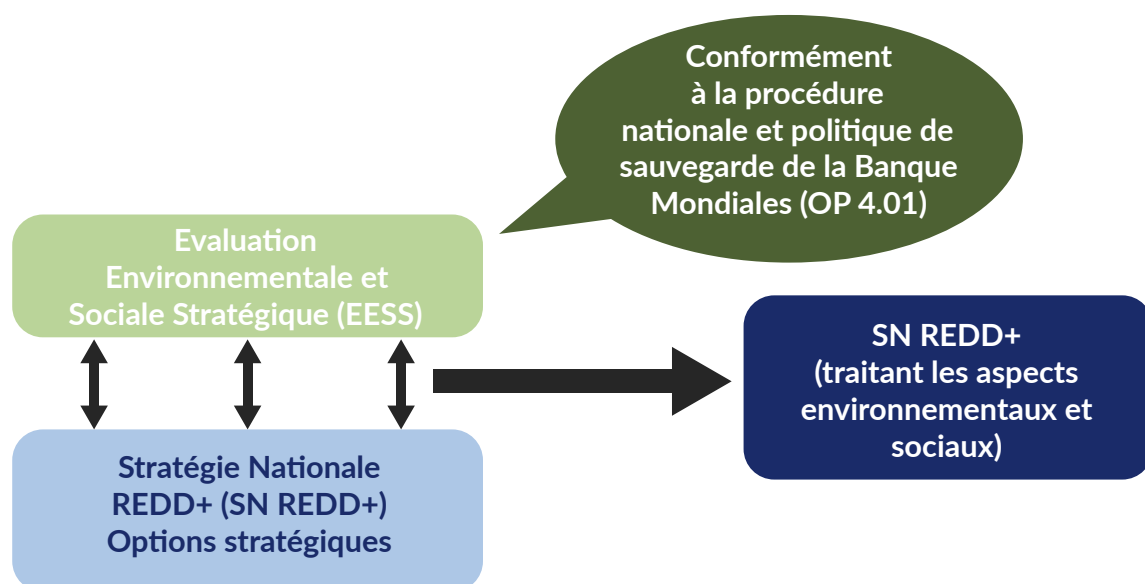 Conformément
à la procédure
nationale et politique de
sauvegarde de la Banque
Mondiales (OP 4.01)
Evaluation
Environnementale et
Sociale Stratégique (EESS)
SN REDD+
(traitant les aspects
environnementaux et
sociaux)
Stratégie Nationale
REDD+ (SN REDD+)
Options stratégiques